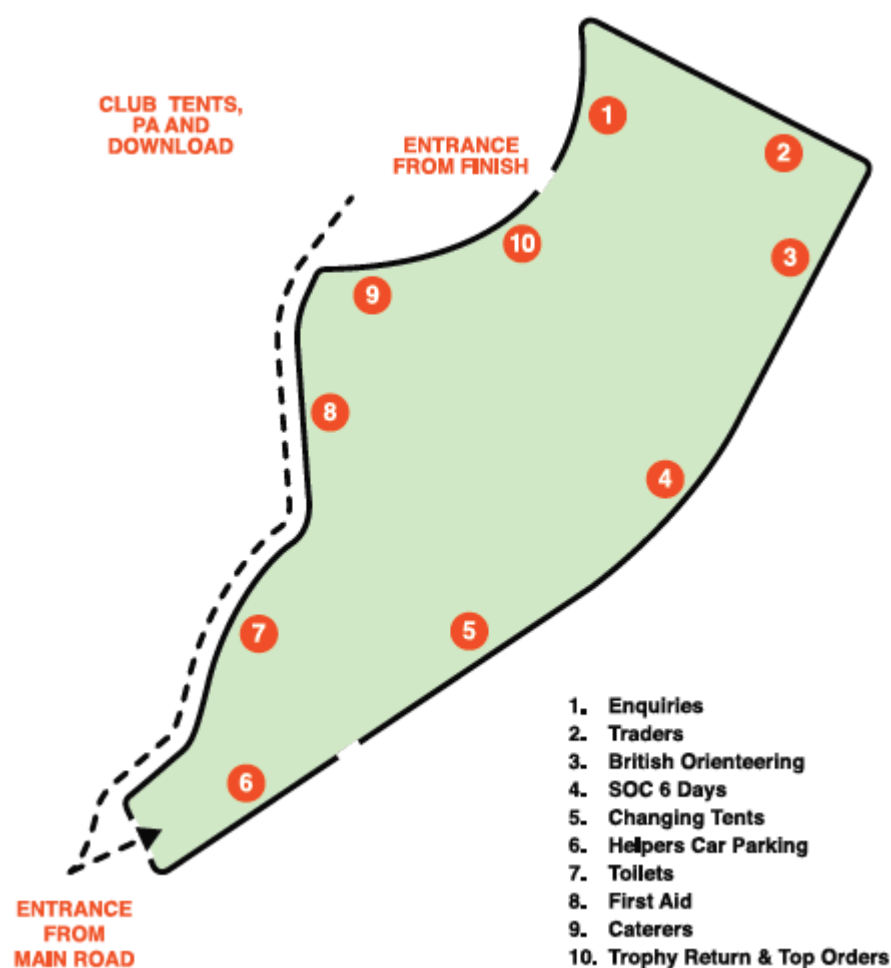 CLUB TENTS,
PA AND
DOWNLOAD
ENTRANCE
FROM FINISH
1
2
3
10
9
8
4
7
5
6
ENTRANCE
FROM
MAIN ROAD
1. Enquiries
2. Traders
3. British Orienteering
4. SOC 6 Days
5. Changing Tents
6. Helpers Car Parking
7. Toilets
8. First Aid
9. Caterers
10. Trophy Return & Top Orders